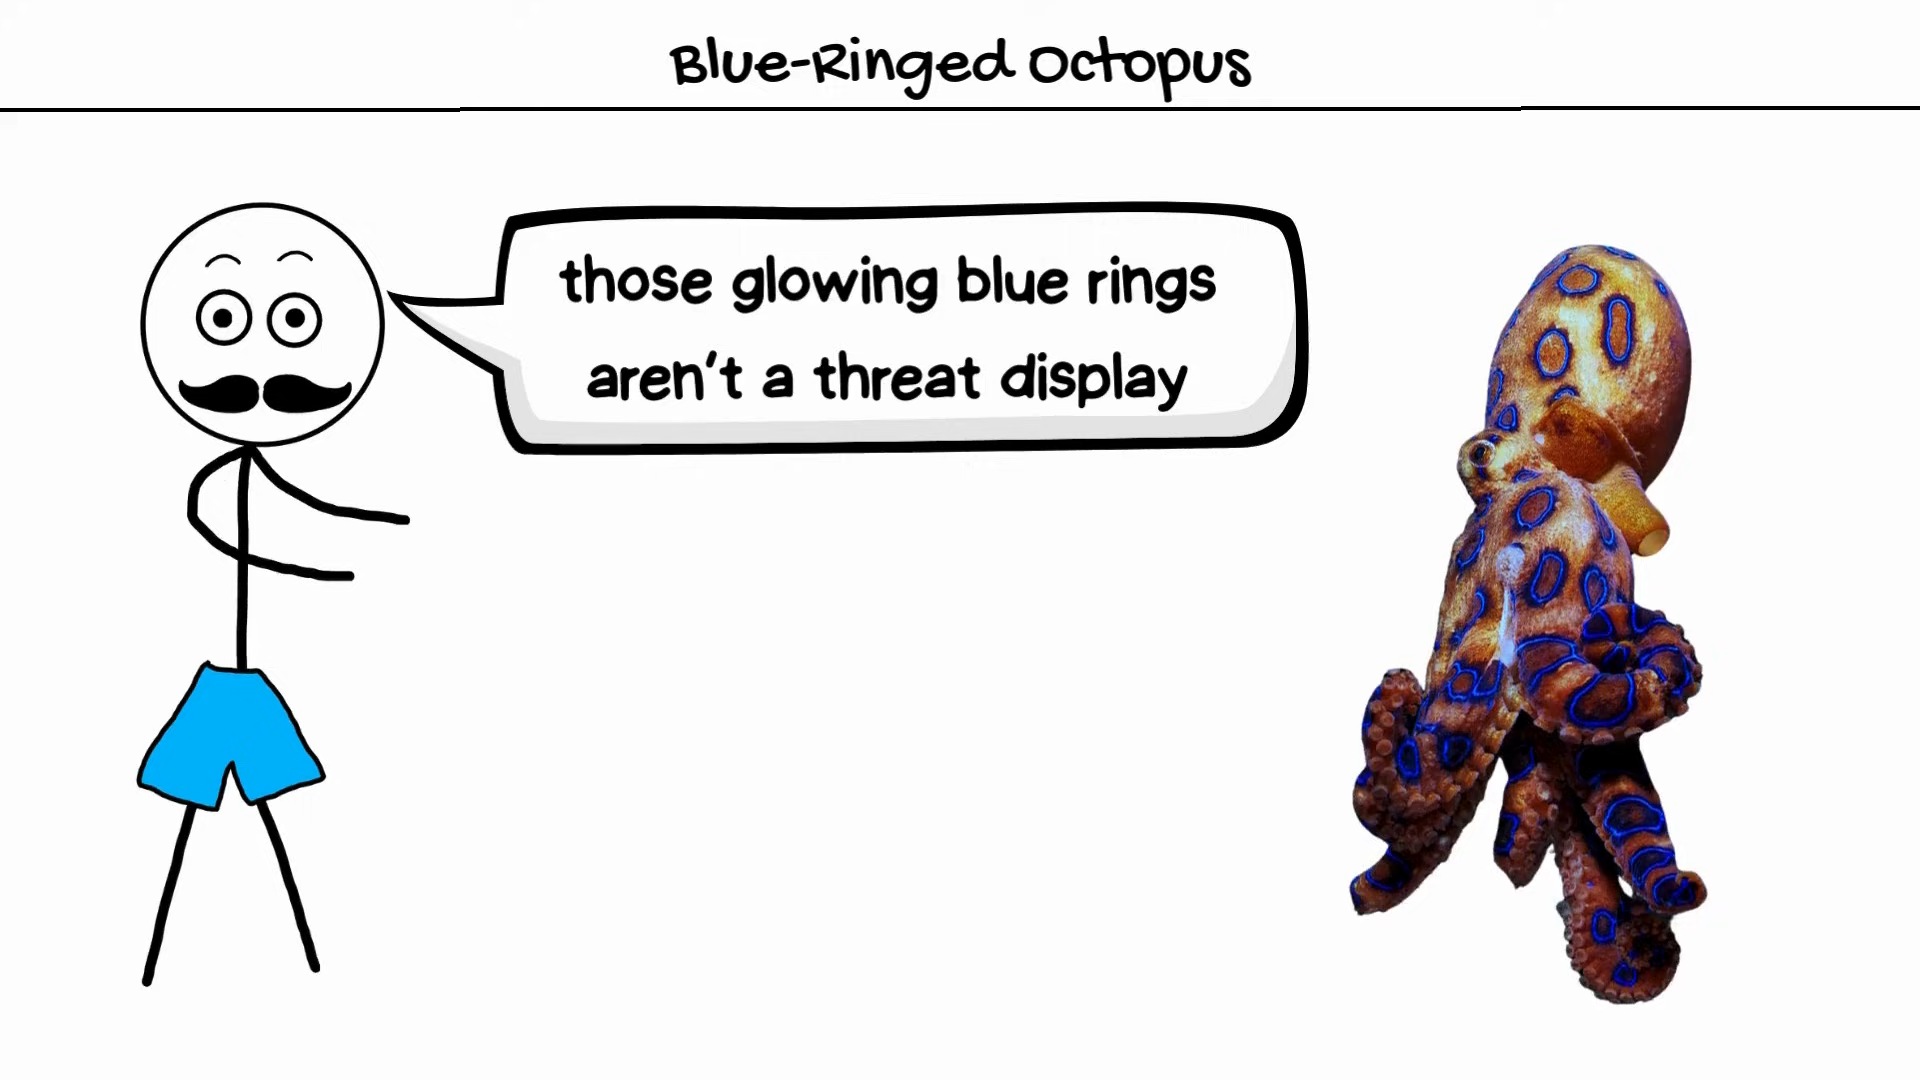 Blue-Ringed Octopus
those glowing blue rings
aren't a threat display